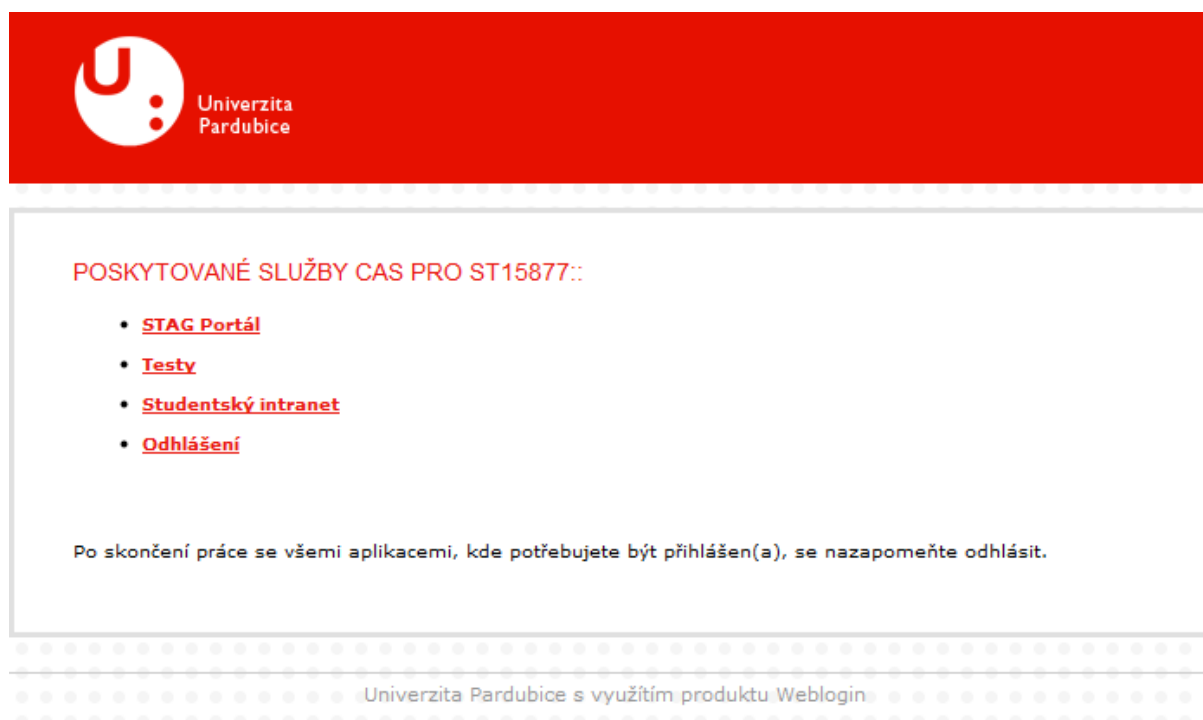 Univerzita
Pardubice
POSKYTOVANÉ SLUŽBY CAS PRO ST15877::
• STAG Portál
• Testy
• Studentský intranet
• Odhlášení
Po skončení práce se všemi aplikacemi, kde potřebujete být přihlášen(a), se nazapomeňte odhlásit.
Univerzita Pardubice s využítím produktu Weblogin